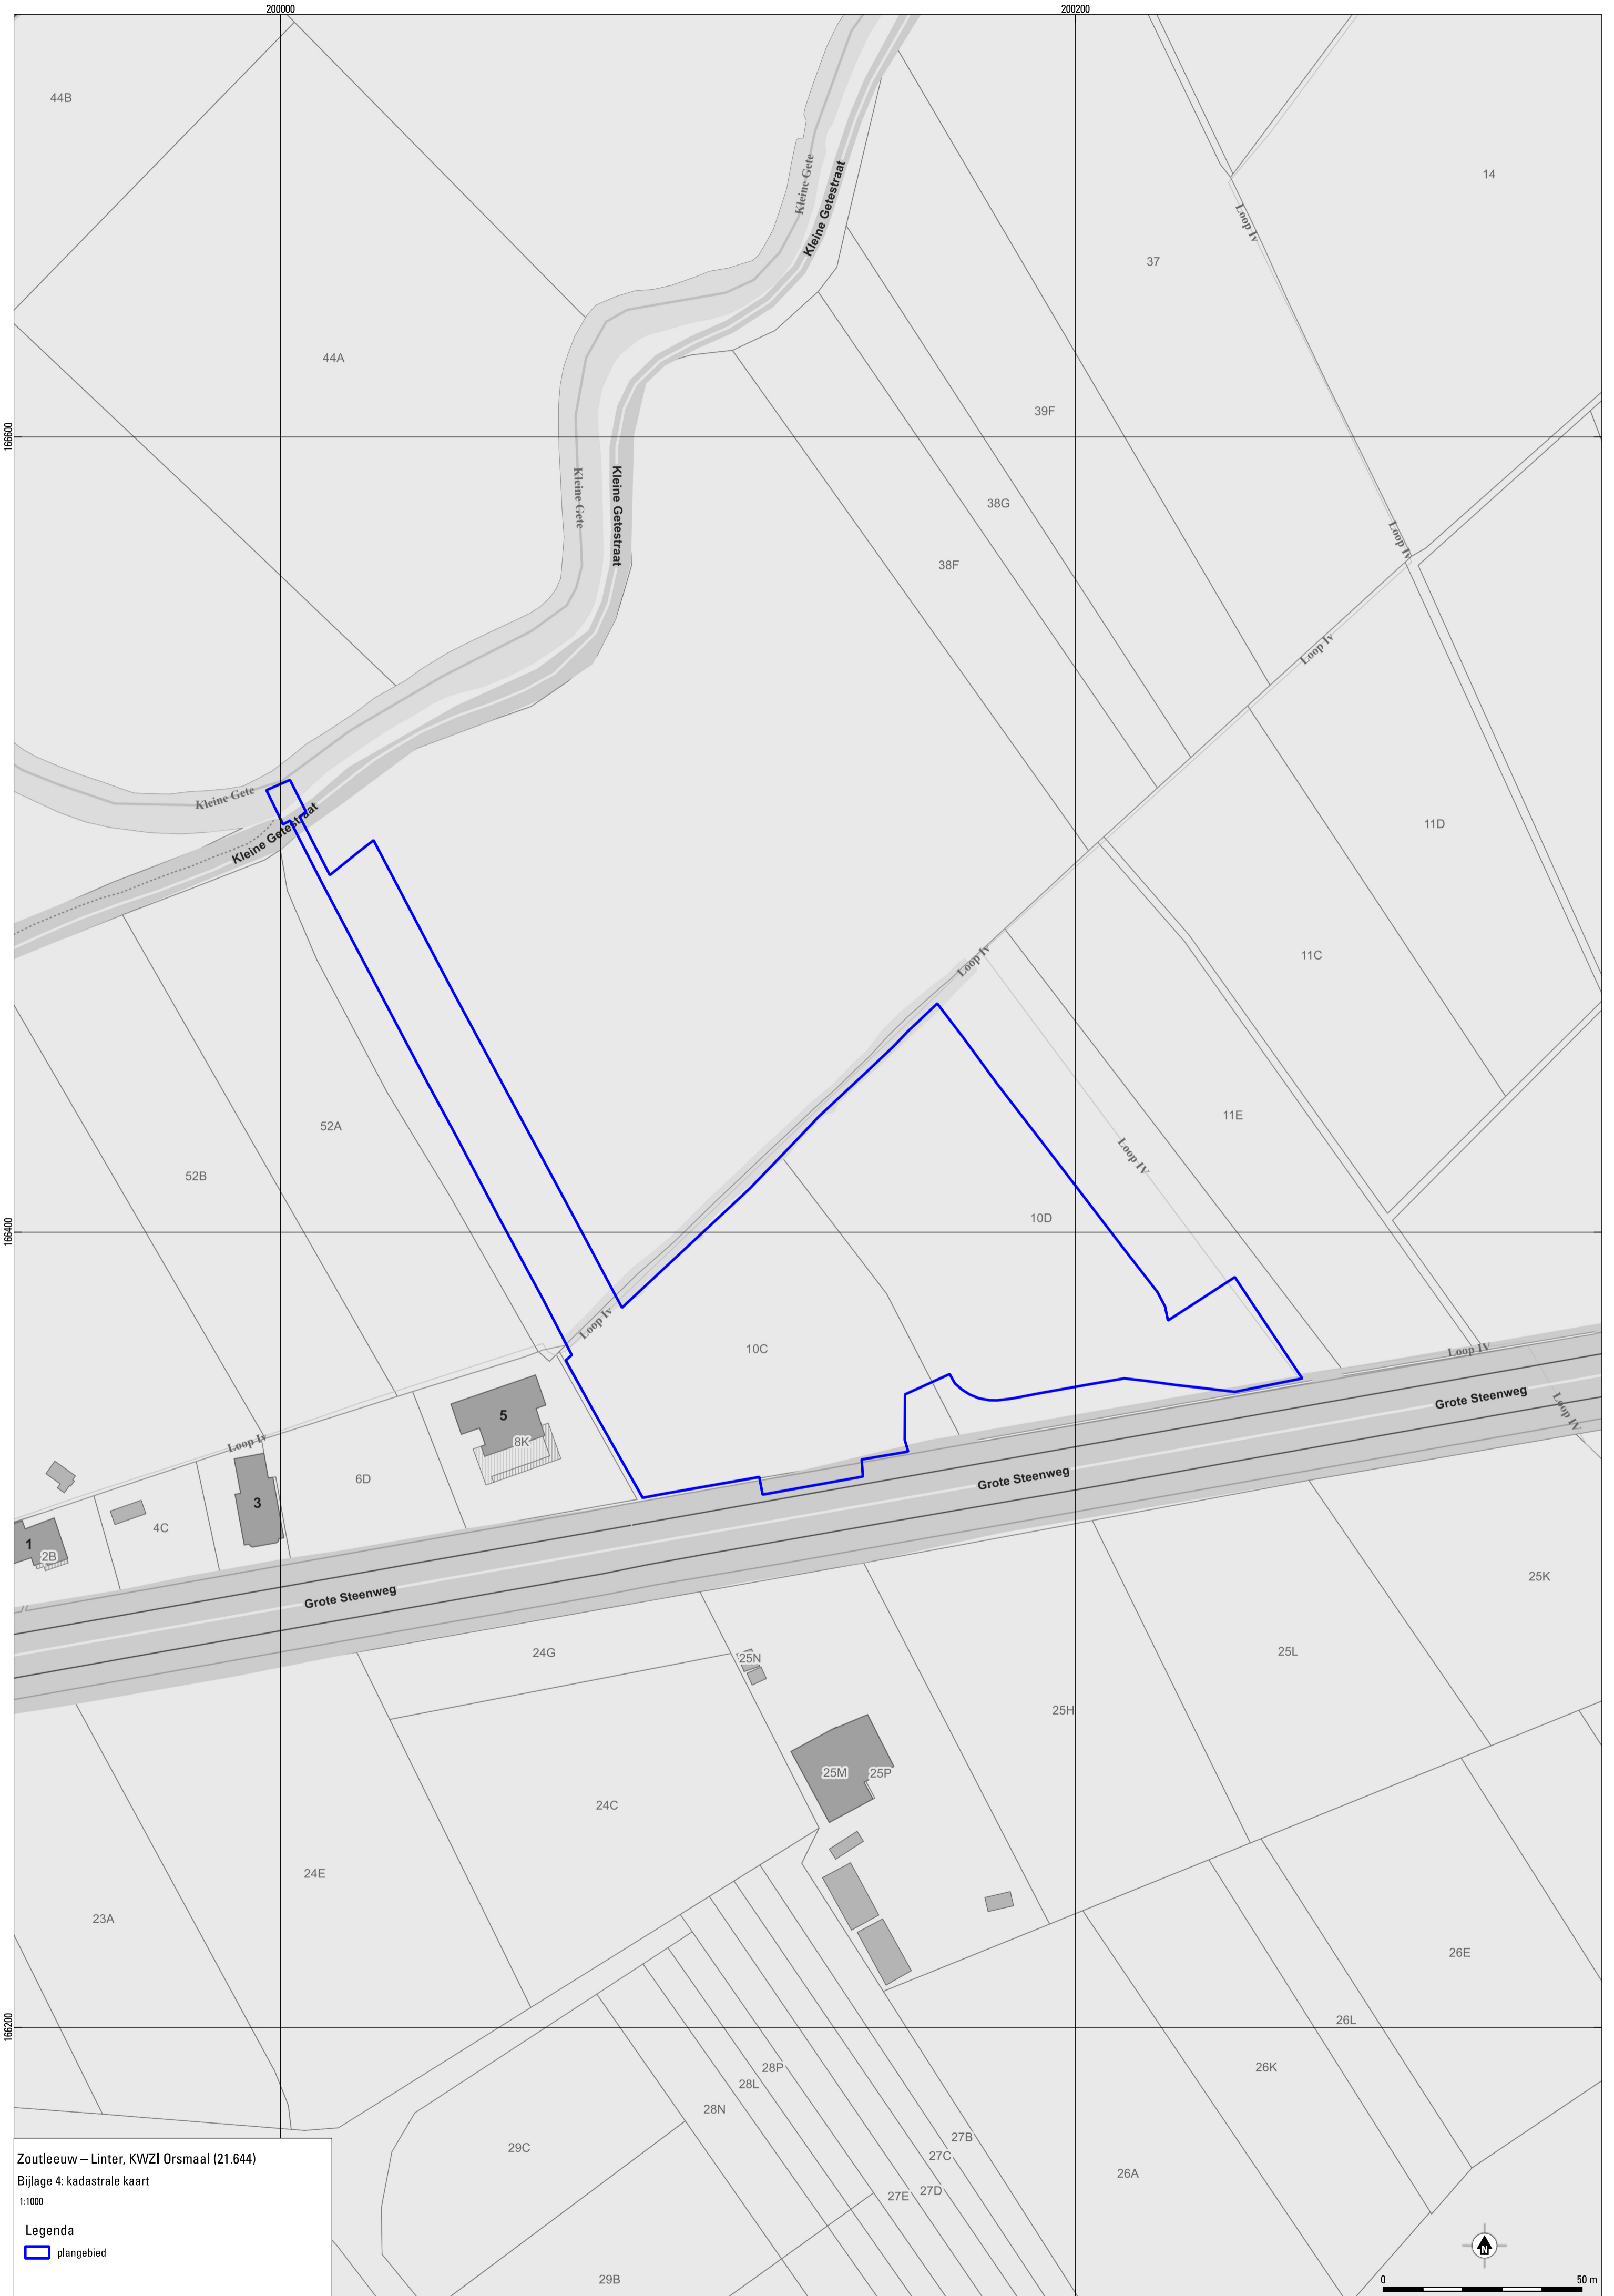 200000
200200
44B
14
Kleine Gete
Kleine Getestraat
Loop Iv
37
44A
39F
166600
Kleine Gete
Kleine Getestraat
38G
Loop Iv
38F
Loop Iv
Kleine Gete
Kleine Getestraat
11D
Loop Iv
11C
52A
11E
Loop IV
52B
10D
166400
Loop Iv
10C
Loop IV
Grote Steenweg
Loop IV
5
8K
Loop Iv
6D
Grote Steenweg
3
4C
1
2B
Grote Steenweg
25K
24G
25N
25L
25H
25M
25P
24C
24E
23A
26E
166200
26L
28P
26K
28L
28N
27B
29C
27C
26A
27D
27E
29B
Zoutleeuw – Linter, KWZI Orsmaal (21.644)
Bijlage 4: kadastrale kaart
1:1000
Legenda
plangebied
N
0
50 m